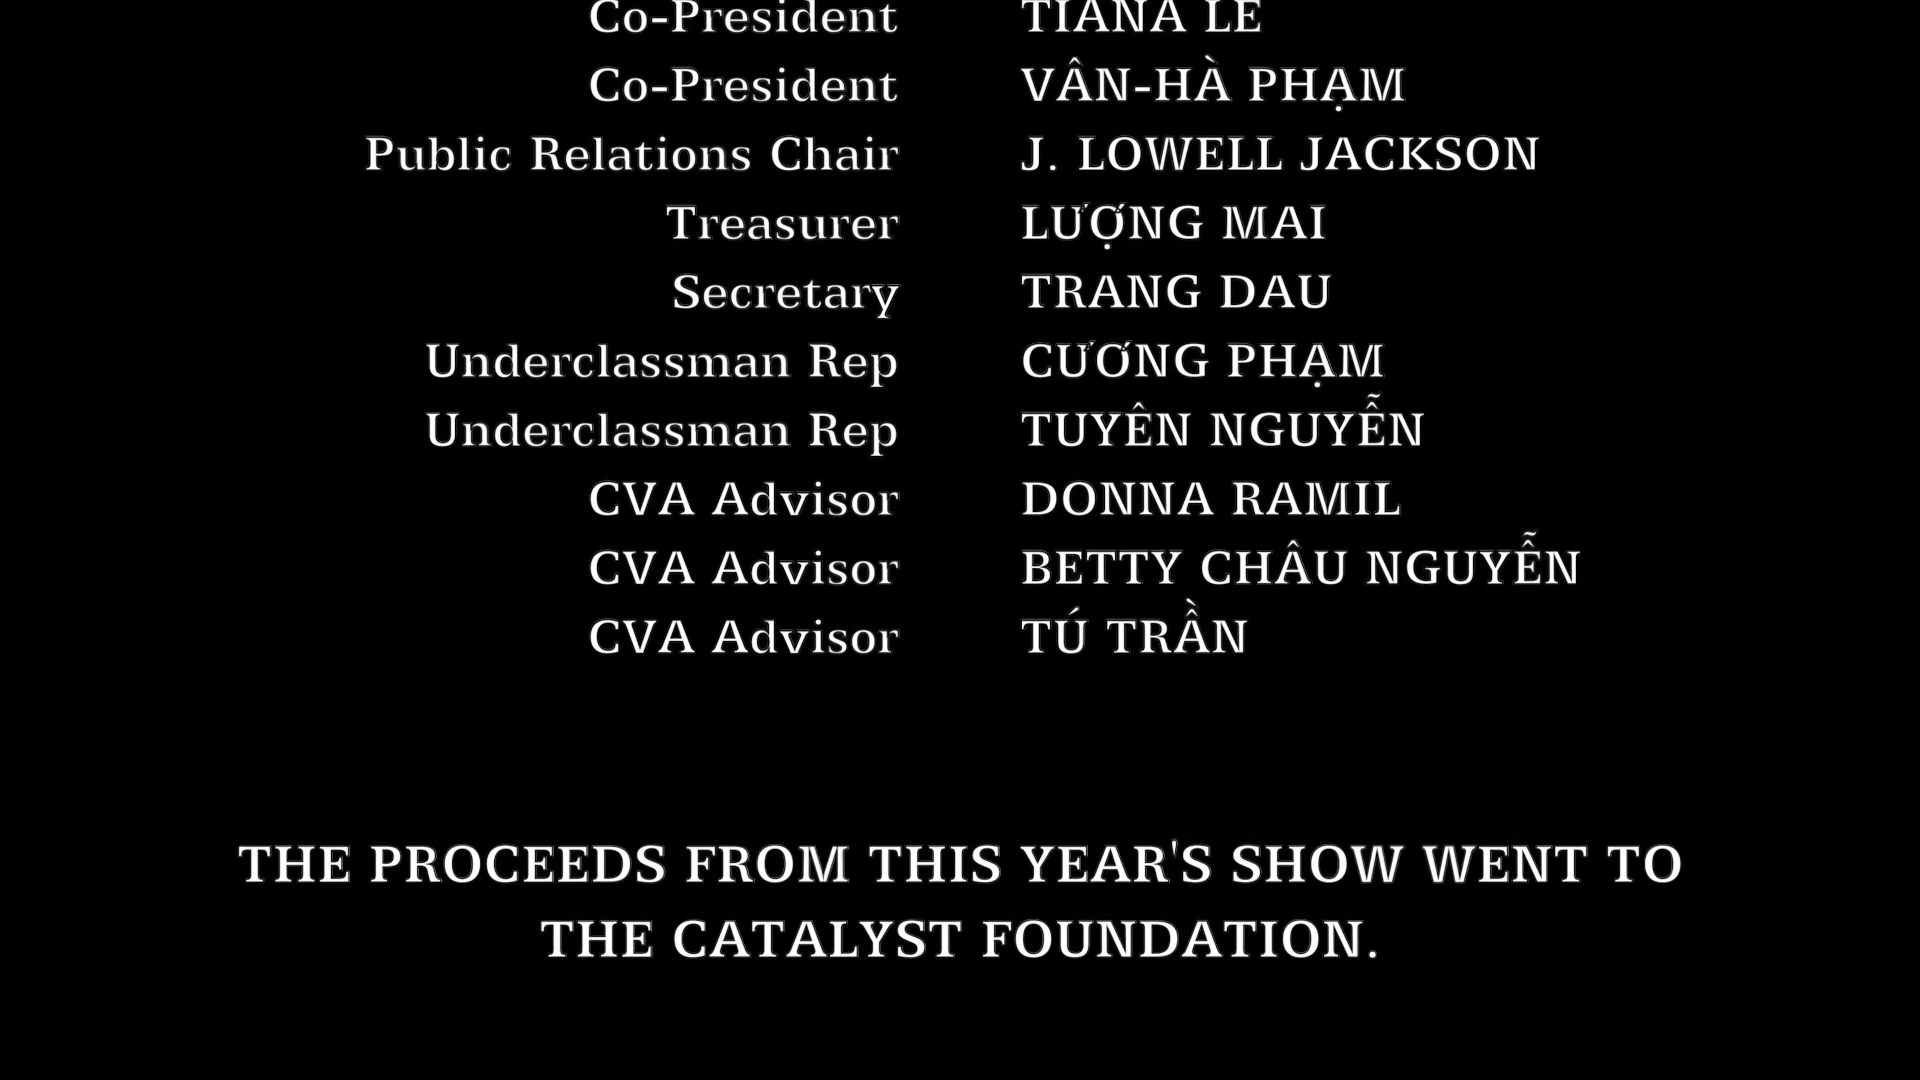 Co-President TIANA LE
Co-President VÂN-HÀ PHẠM
Public Relations Chair J. LOWELL JACKSON
Treasurer LƯỢNG MAI
Secretary TRANG DAU
Underclassman Rep CƯƠNG PHẠM
Underclassman Rep TUYÊN NGUYỄN
CVA Advisor DONNA RAMIL
CVA Advisor BETTY CHÂU NGUYỄN
CVA Advisor TÚ TRẦN
THE PROCEEDS FROM THIS YEAR'S SHOW WENT TO
THE CATALYST FOUNDATION.